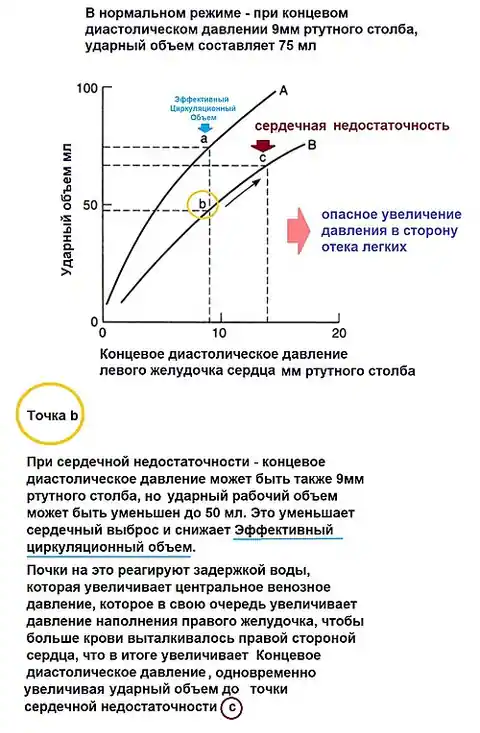 В нормальном режиме - при концевом
диастолическом давлении 9мм ртутного столба,
ударный объем составляет 75 мл
100
50
0
Ударный объем мл
Эффективный
Циркуляционный
Объем
a
A
сердечная недостаточность
B
c
b
опасное увеличение
давления в сторону
отека легких
0
10
20
Концевое диастолическое давление
левого желудочка сердца мм ртутного столба
Точка b
При сердечной недостаточности - концевое
диастолическое давление может быть также 9мм
ртутного столба, но ударный рабочий объем
может быть уменьшен до 50 мл. Это уменьшает
сердечный выброс и снижает Эффективный
циркуляционный объем.
Почки на это реагируют задержкой воды,
которая увеличивает центральное венозное
давление, которое в свою очередь увеличивает
давление наполнения правого желудочка, чтобы
больше крови выталкивалось правой стороной
сердца, что в итоге увеличивает Концевое
диастолическое давление, одновременно
увеличивая ударный объем до точки
сердечной недостаточности c